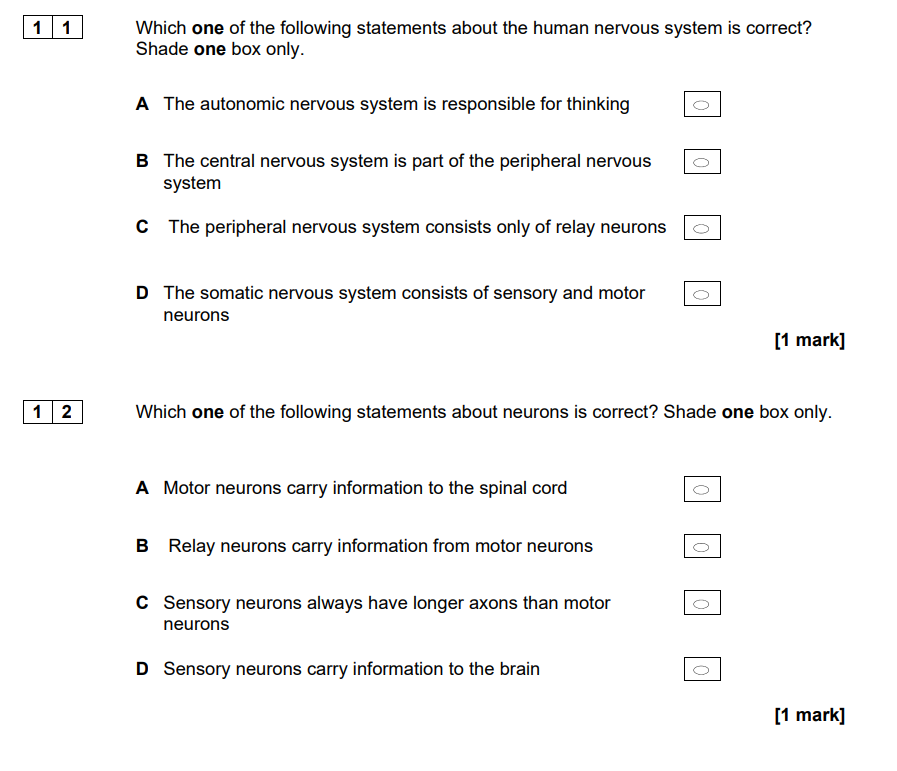 1 1 Which one of the following statements about the human nervous system is correct?
Shade one box only.
A The autonomic nervous system is responsible for thinking
B The central nervous system is part of the peripheral nervous
system
C The peripheral nervous system consists only of relay neurons
D The somatic nervous system consists of sensory and motor
neurons
[1 mark]
1 2 Which one of the following statements about neurons is correct? Shade one box only.
A Motor neurons carry information to the spinal cord
B Relay neurons carry information from motor neurons
C Sensory neurons always have longer axons than motor
neurons
D Sensory neurons carry information to the brain
[1 mark]